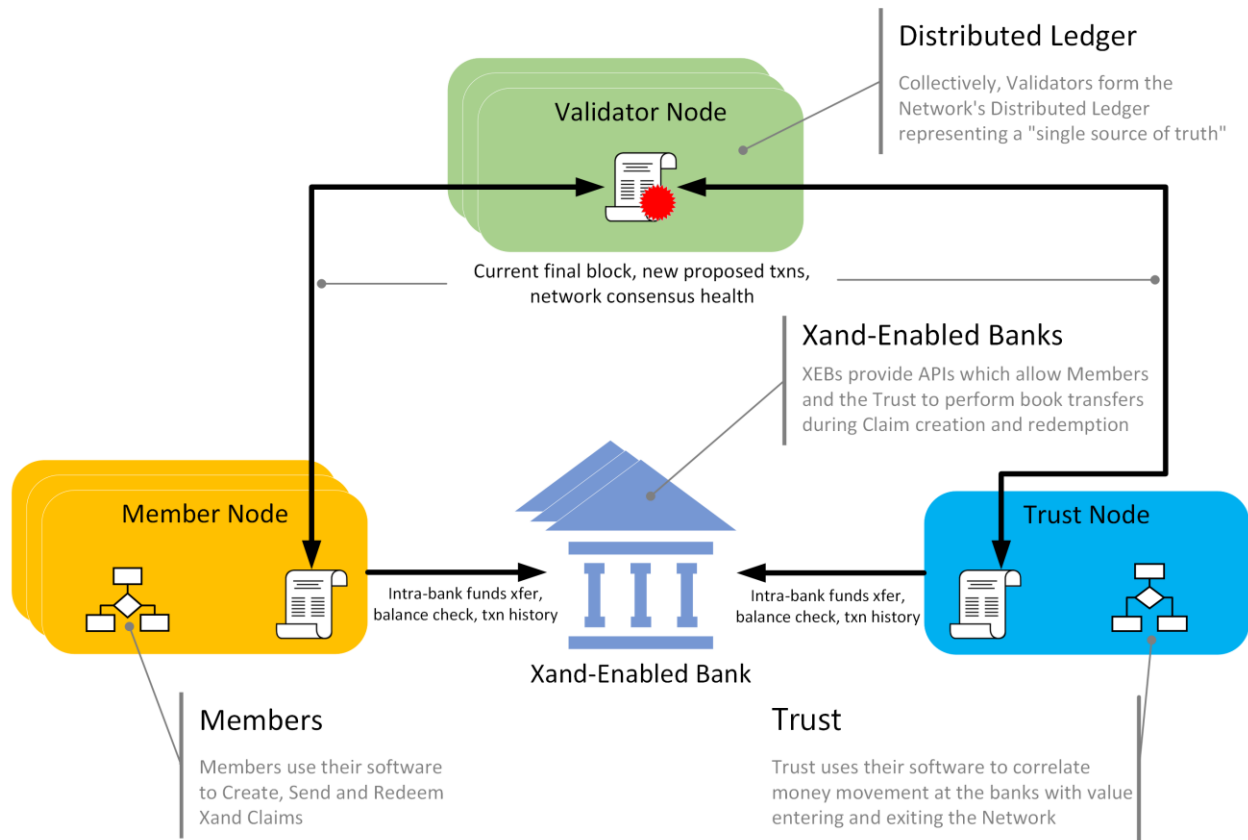 Distributed Ledger
Collectively, Validators form the
Network's Distributed Ledger
representing a "single source of truth"
Validator Node
Current final block, new proposed txns,
network consensus health
Xand-Enabled Banks
XEBs provide APIs which allow Members
and the Trust to perform book transfers
during Claim creation and redemption
Member Node
Intra-bank funds xfer,
balance check, txn history
Xand-Enabled Bank
Trust Node
Intra-bank funds xfer,
balance check, txn history
Members
Members use their software
to Create, Send and Redeem
Xand Claims
Trust
Trust uses their software to correlate
money movement at the banks with value
entering and exiting the Network